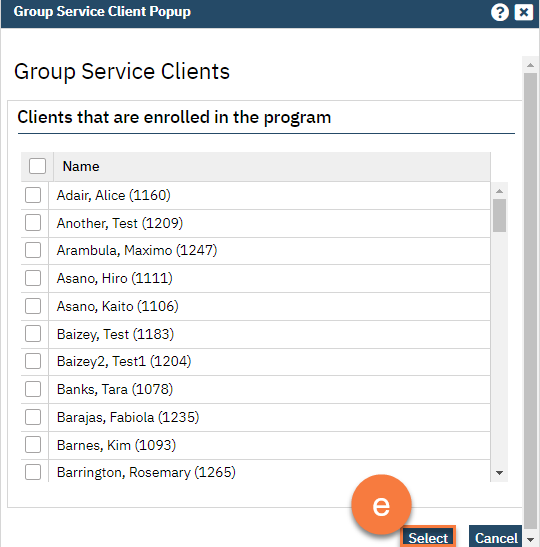 Group Service Client Popup
Group Service Clients
Clients that are enrolled in the program
Name
Adair, Alice (1160)
Another, Test (1209)
Arambula, Maximo (1247)
Asano, Hiro (1111)
Asano, Kaito (1106)
Baizey, Test (1183)
Baizey2, Test1 (1204)
Banks, Tara (1078)
Barajas, Fabiola (1235)
Barnes, Kim (1093)
Barrington, Rosemary (1265)
e
Select Cancel